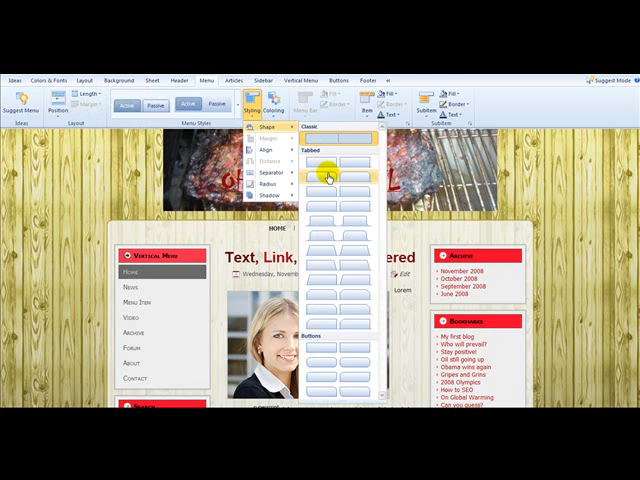 Ideas Colors & Fonts Layout Background Sheet Header Menu Articles Sidebar Vertical Menu Buttons Footer Suggest Mode
Suggest Menu
Position
Length
Margin
Active Passive
Active Passive
Styling
Coloring
Menu Bar
Fill
Border
Item
Fill
Border
Text
SubItem
Fill
Border
Text
Ideas
Menu Styles
Item
SubItem
Shape
Margin
Align
Distance
Separator
Radius
Shadow
Classic
Tabbed
Buttons
HOME
Vertical Menu
Home
News
Menu Item
Video
Archive
Forum
About
Contact
Search
Text, Link,
ered
Wednesday, Novemb
Edit
Lorem
Archive
November 2008
October 2008
September 2008
June 2008
Bookmarks
My first blog
Who will prevail?
Stay positive!
Oil still going up
Obama wins again
Gripes and Grins
2008 Olympics
How to SEO
On Global Warming
Can you guess?